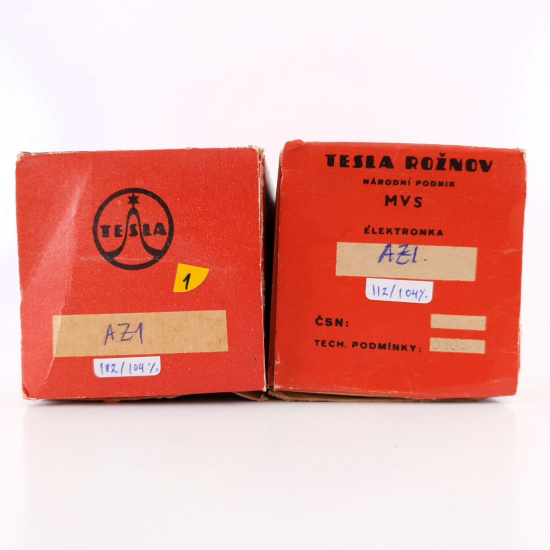 TESLA
1
AZ1
112/104%
TESLA ROŽNOV
NÁRODNÍ PODNIK
MVS
ELEKTRONKA
AZ1.
112/104%
ČSN:
TECH. PODMÍNKY: